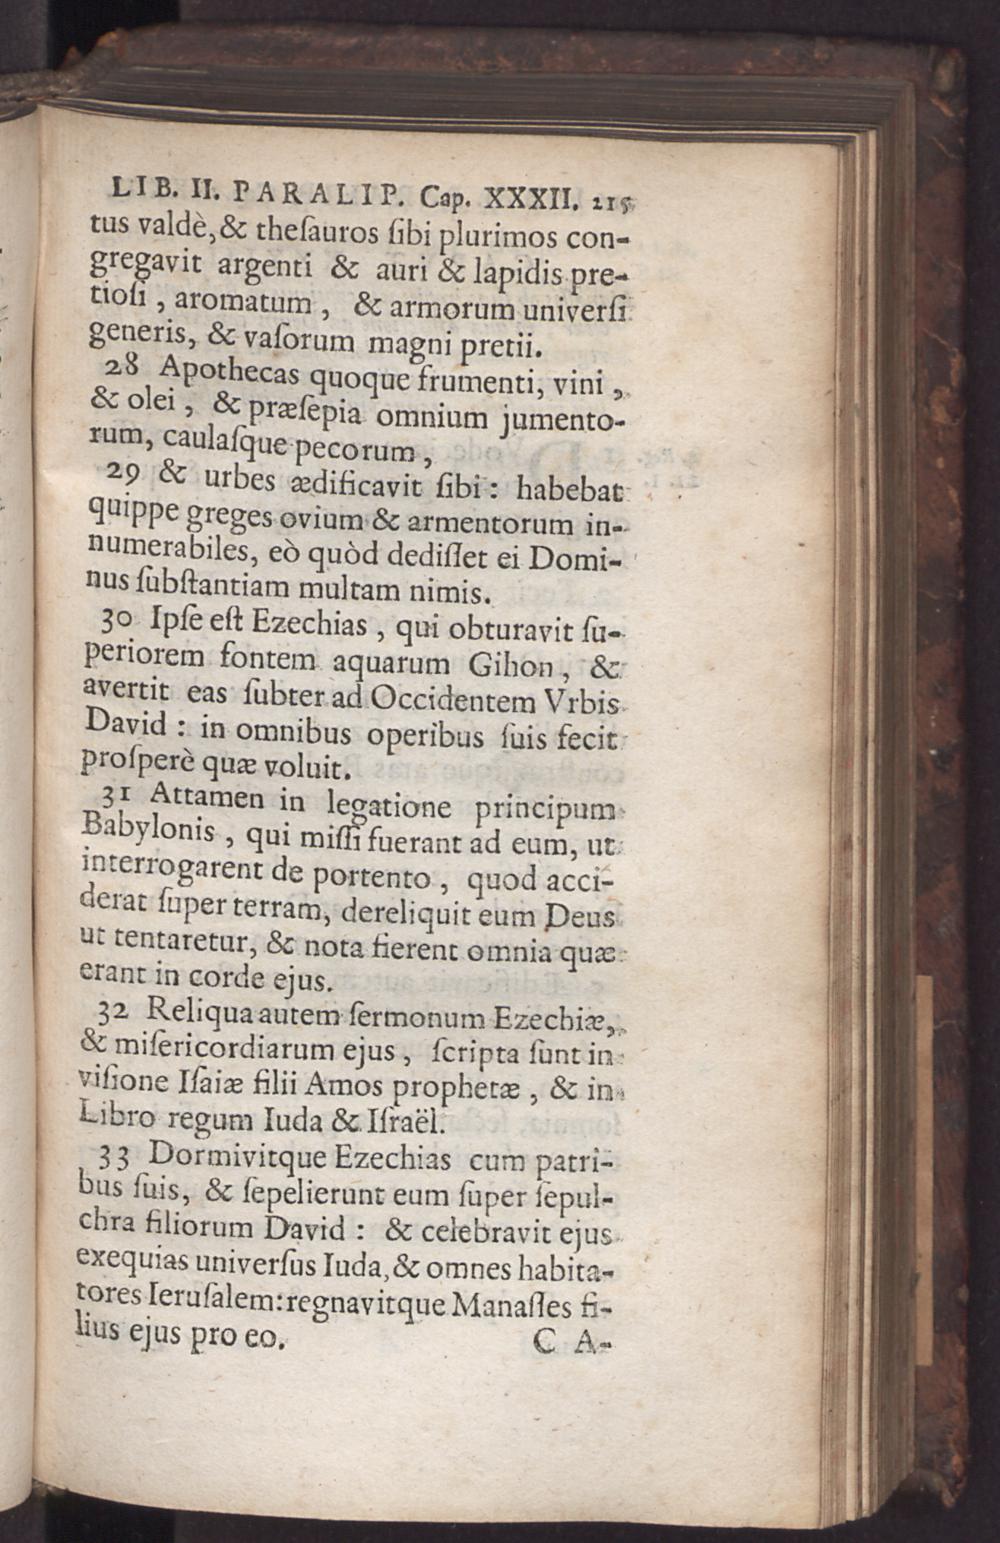 LIB. II. PARALIP. Cap. XXXII. 215
tus valdè, & theſauros ſibi plurimos con-
gregavit argenti & auri & lapidis pre-
tioſi, aromatum, & armorum univerſi
generis, & vaſorum magni pretii.
28 Apothecas quoque frumenti, vini,
& olei, & præſepia omnium jumento-
rum, caulaſque pecorum,
29 & urbes ædificavit ſibi: habebat
quippe greges ovium & armentorum in-
numerabiles, eò quòd dediſſet ei Domi-
nus ſubſtantiam multam nimis.
30 Ipſe eſt Ezechias, qui obturavit ſu-
periorem fontem aquarum Gihon, &
avertit eas ſubter ad Occidentem Vrbis
David: in omnibus operibus ſuis fecit
proſperè quæ voluit.
31 Attamen in legatione principum
Babylonis, qui miſſi fuerant ad eum, ut
interrogarent de portento, quod acci-
derat ſuper terram, dereliquit eum Deus
ut tentaretur, & nota fierent omnia quæ
erant in corde ejus.
32 Reliqua autem ſermonum Ezechiæ,
& miſericordiarum ejus, ſcripta ſunt in
viſione Iſaiæ filii Amos prophetæ, & in
Libro regum Iuda & Iſraël.
33 Dormivitque Ezechias cum patri-
bus ſuis, & ſepelierunt eum ſuper ſepul-
chra filiorum David: & celebravit ejus
exequias univerſus Iuda, & omnes habita-
tores Ieruſalem: regnavitque Manaſſes fi-
lius ejus pro eo. CA-